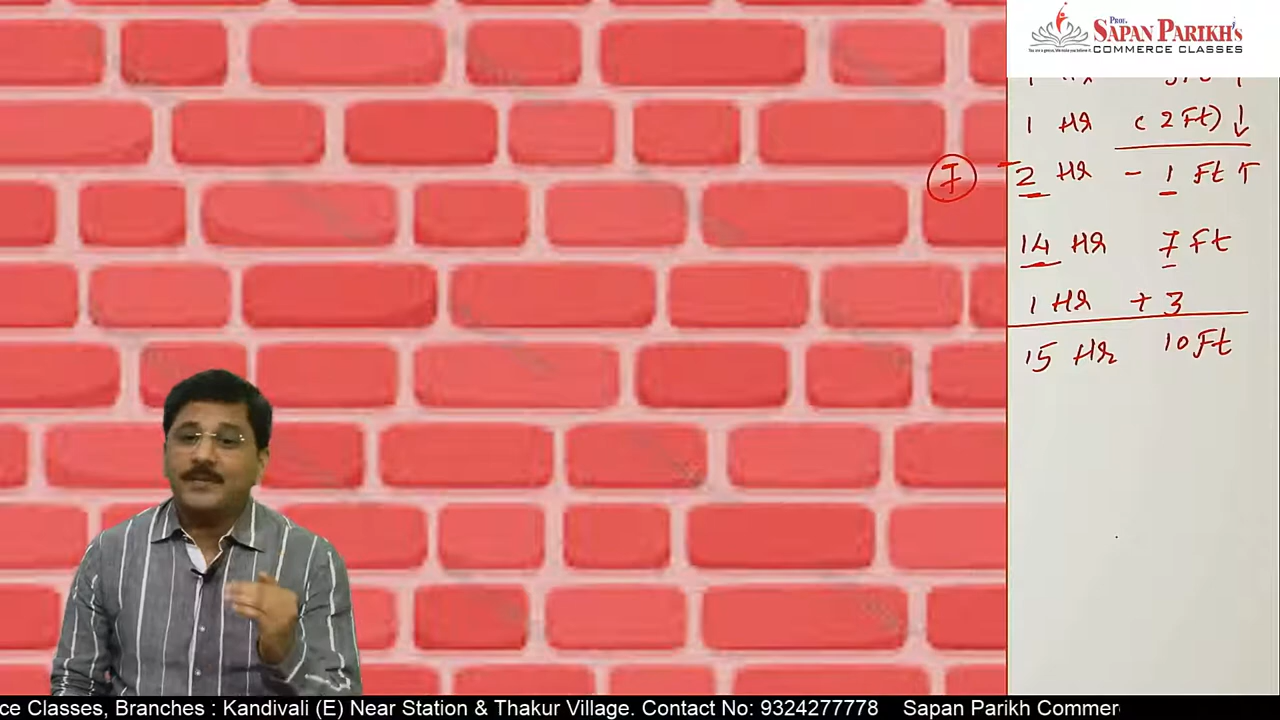 PROF.
SAPAN PARIKH'S
COMMERCE CLASSES
1 HR (2 Ft) ↓
7 2 HR - 1 Ft ↑
14 HR 7 Ft
1 HR + 3
15 HR 10 Ft
ce Classes, Branches : Kandivali (E) Near Station & Thakur Village. Contact No: 9324277778 Sapan Parikh Commer